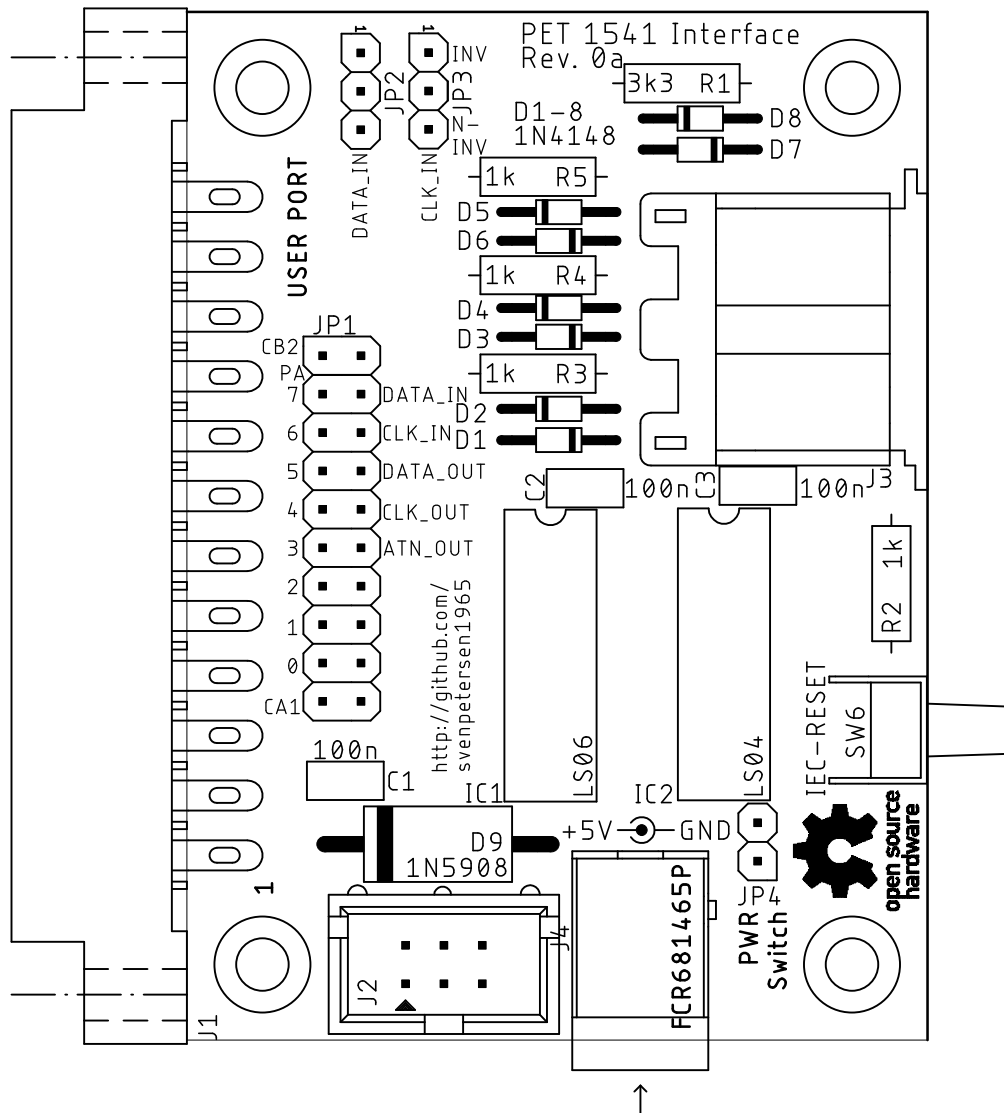 PET 1541 Interface
Rev. 0a
1
1
INV
JP2
JP3
N-
INV
DATA_IN
CLK_IN
3k3 R1
D8
D7
D1-8
1N4148
1k R5
D5
D6
1k R4
D4
D3
1k R3
D2
D1
USER PORT
JP1
CB2
PA
7 DATA_IN
6 CLK_IN
5 DATA_OUT
4 CLK_OUT
3 ATN_OUT
2
1
0
CA1
C2
100n
C3
100n
J3
R2 1k
http://github.com/
svenpetersen1965
LS06
LS04
IEC-RESET
SW6
100n
C1
IC1
IC2
D9
1N5908
+5V
GND
JP4
PWR
Switch
open source
hardware
1
J2
J4
FCR681465P
J1